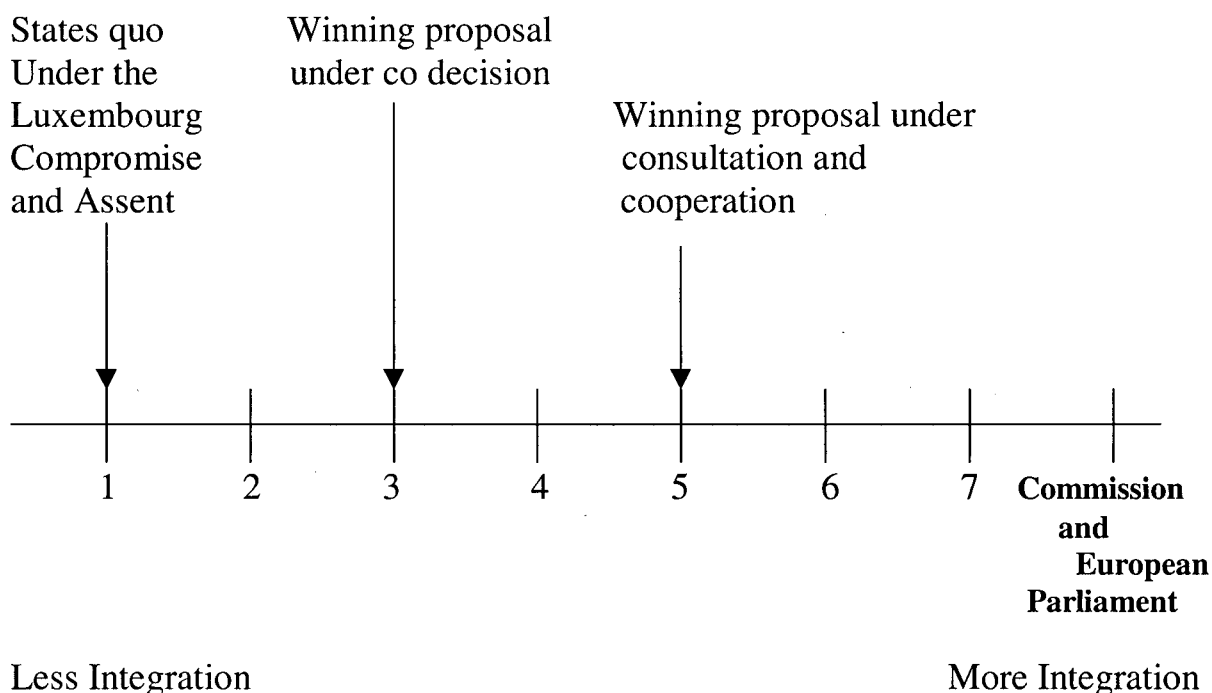 States quo
Under the
Luxembourg
Compromise
and Assent
Winning proposal
under co decision
Winning proposal under
consultation and
cooperation
1 2 3 4 5 6 7 Commission
and
European
Parliament
Less Integration More Integration